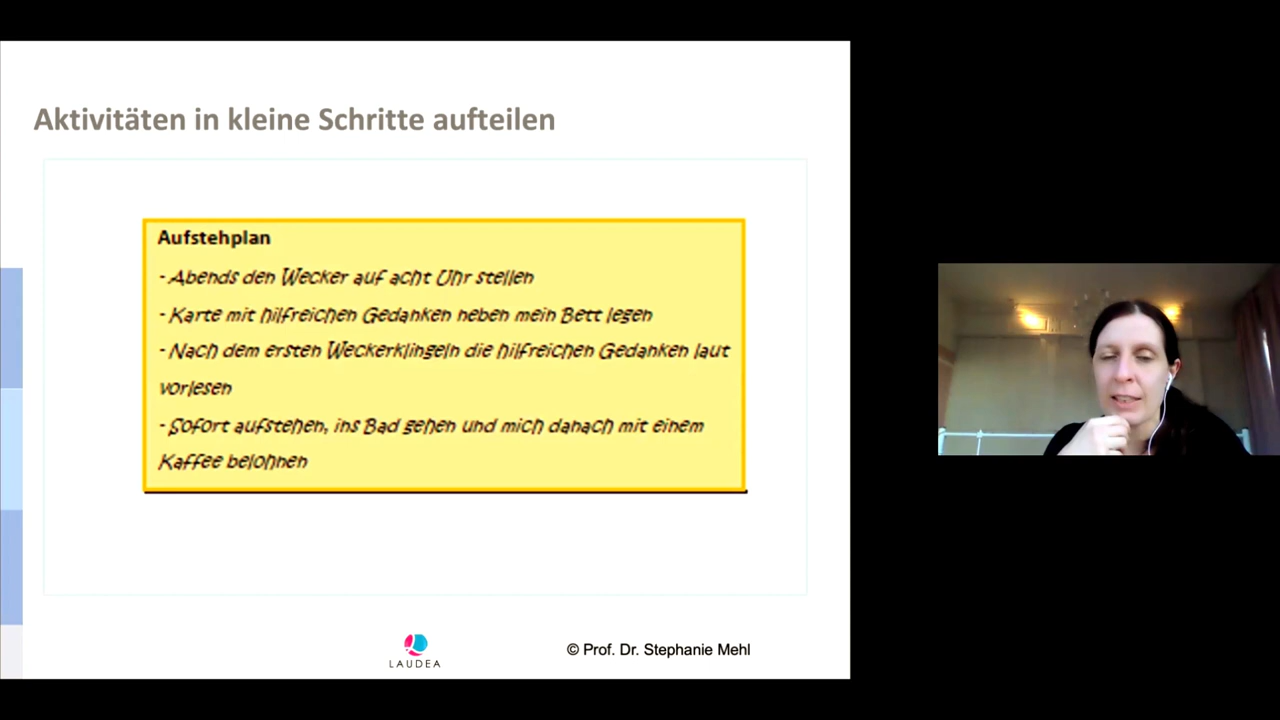 Aktivitäten in kleine Schritte aufteilen
Aufstehplan
- Abends den Wecker auf acht Uhr stellen
- Karte mit hilfreichen Gedanken neben mein Bett legen
- Nach dem ersten Weckerklingeln die hilfreichen Gedanken laut
vorlesen
- Sofort aufstehen, ins Bad gehen und mich danach mit einem
Kaffee belohnen
LAUDEA
© Prof. Dr. Stephanie Mehl